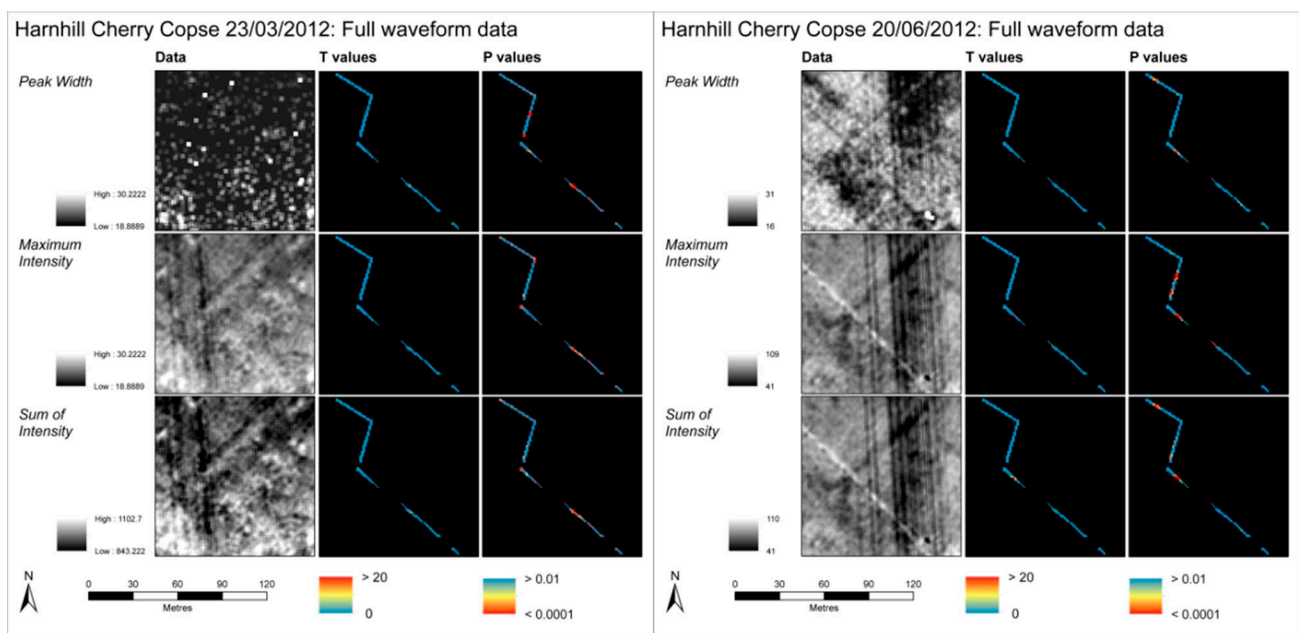 Harnhill Cherry Copse 23/03/2012: Full waveform data
Data T values P values
Peak Width
High : 30.2222
Low : 18.8889
Maximum
Intensity
High : 30.2222
Low : 18.8889
Sum of
Intensity
High : 1102.7
Low : 843.222
N
0 30 60 90 120
Metres
> 20
0
> 0.01
< 0.0001
Harnhill Cherry Copse 20/06/2012: Full waveform data
Data T values P values
Peak Width
31
16
Maximum
Intensity
109
41
Sum of
Intensity
110
41
N
0 30 60 90 120
Metres
> 20
0
> 0.01
< 0.0001